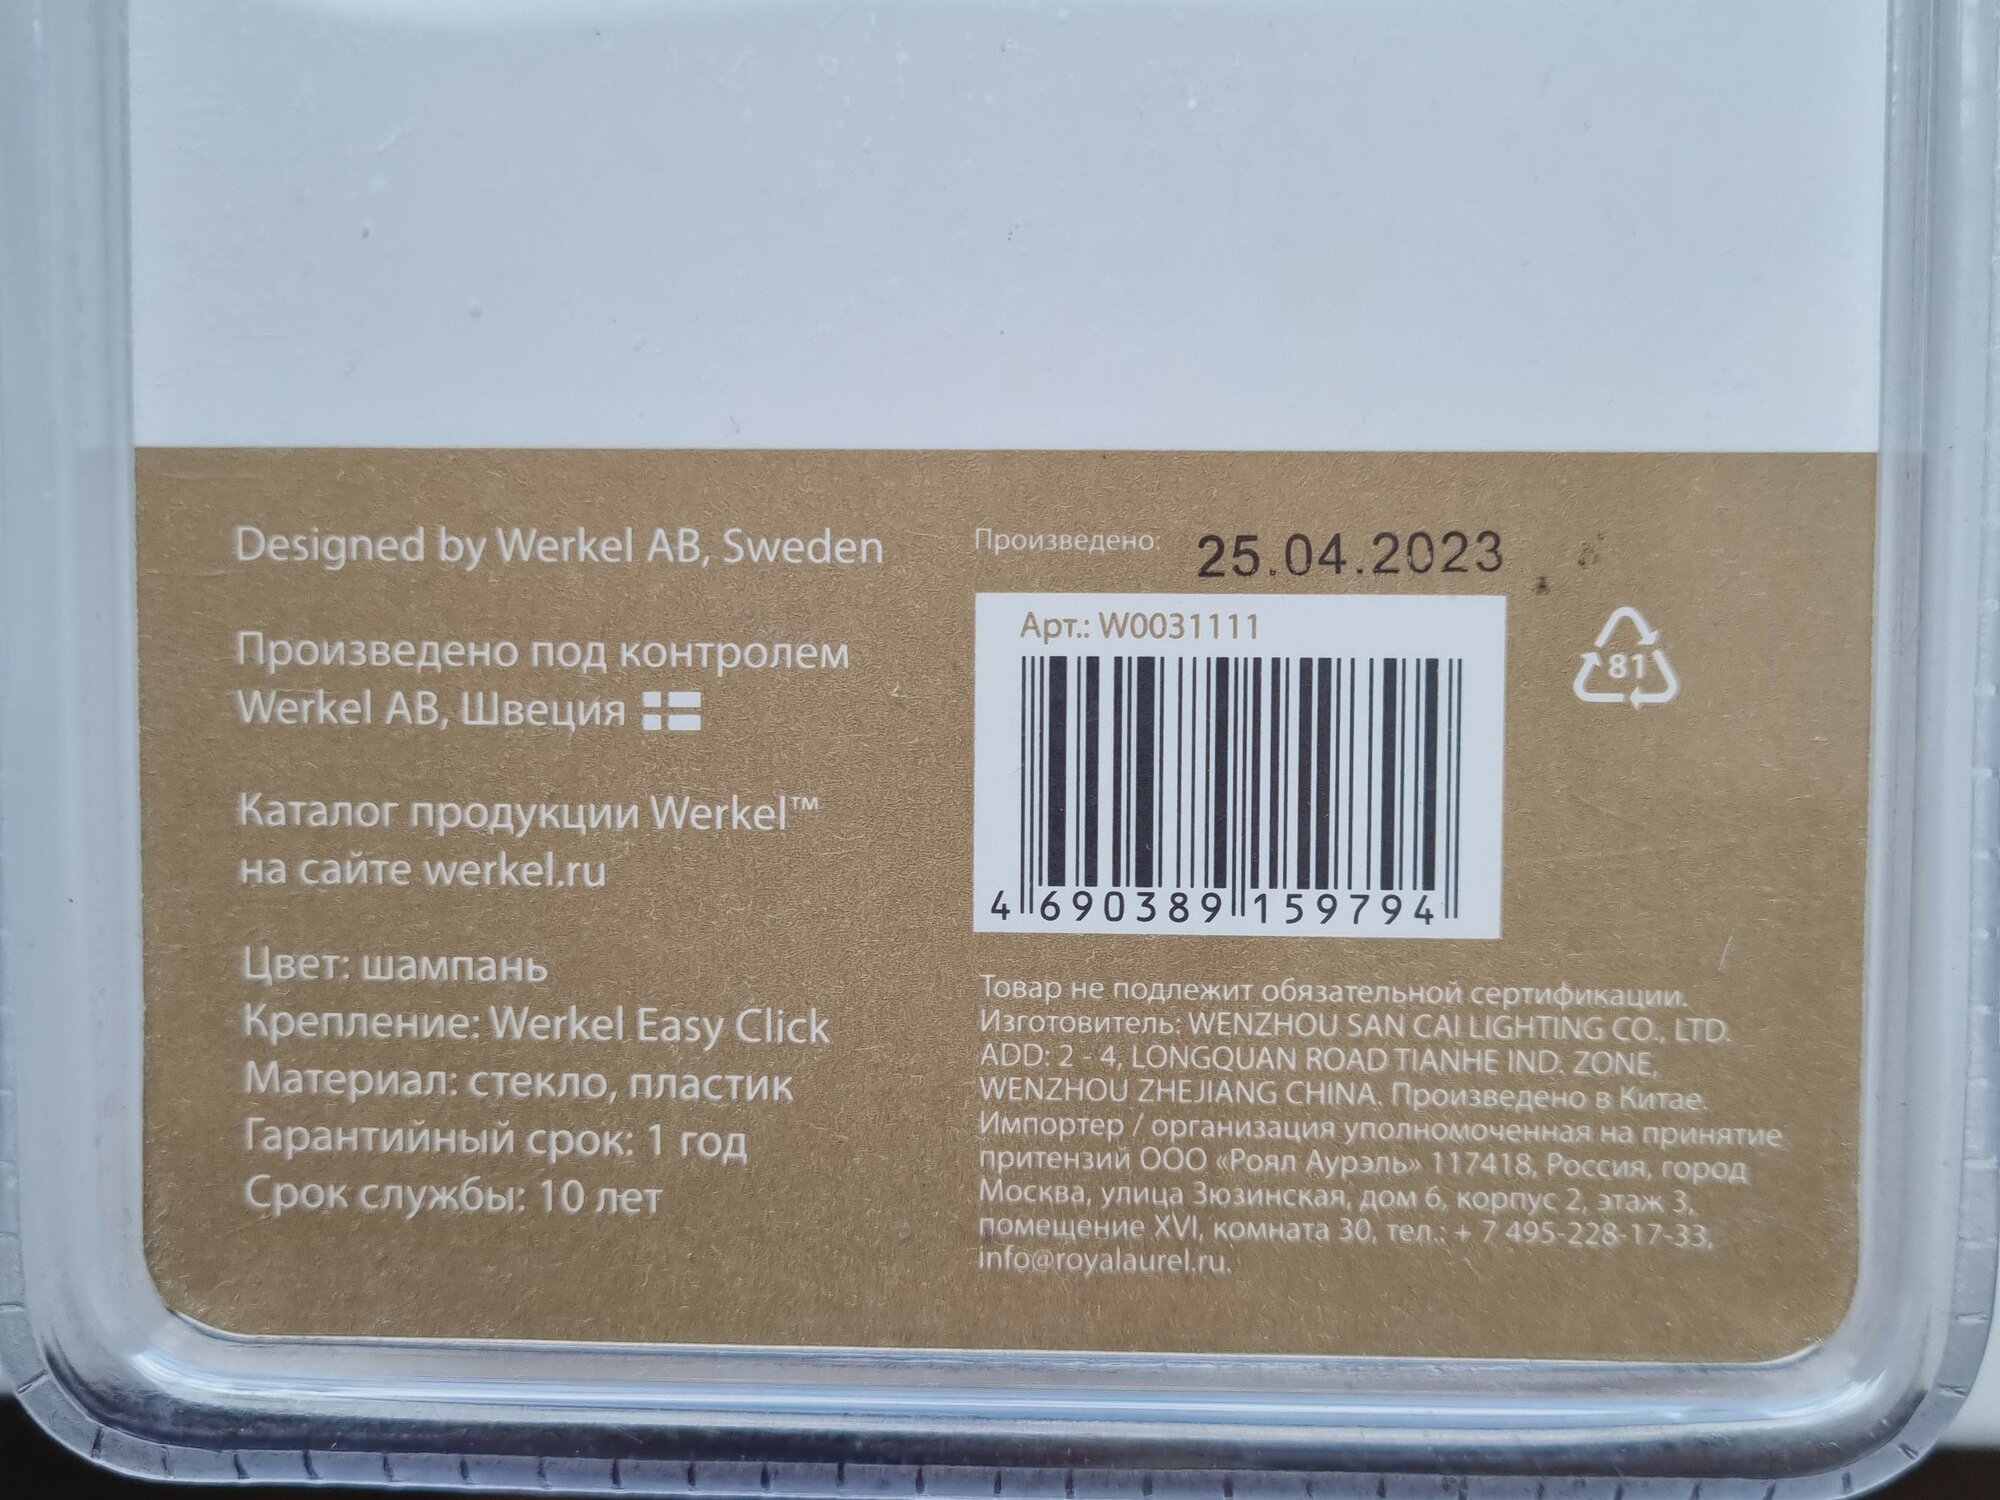 Designed by Werkel AB, Sweden
Произведено под контролем
Werkel AB, Швеция
Каталог продукции Werkel™
на сайте werkel.ru
Цвет: шампань
Крепление: Werkel Easy Click
Материал: стекло, пластик
Гарантийный срок: 1 год
Срок службы: 10 лет
Произведено: 25.04.2023
Арт.: W0031111
4 690389 159794
81
Товар не подлежит обязательной сертификации.
Изготовитель: WENZHOU SAN CAI LIGHTING CO., LTD.
ADD: 2 - 4, LONGQUAN ROAD TIANHE IND. ZONE,
WENZHOU ZHEJIANG CHINA. Произведено в Китае.
Импортер / организация уполномоченная на принятие
притензий ООО «Роял Аурэль» 117418, Россия, город
Москва, улица Зюзинская, дом 6, корпус 2, этаж 3,
помещение XVI, комната 30, тел.: + 7 495-228-17-33,
info@royalaurel.ru.